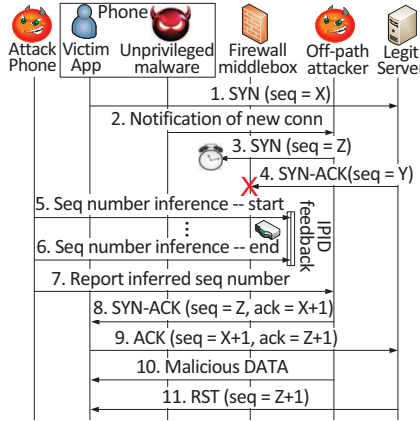 Phone
Attack Phone
Victim App
Unprivileged malware
Firewall middlebox
Off-path attacker
Legit Server
1. SYN (seq = X)
2. Notification of new conn
3. SYN (seq = Z)
4. SYN-ACK(seq = Y)
X
5. Seq number inference -- start
⋮
6. Seq number inference -- end
IPID feedback
7. Report inferred seq number
8. SYN-ACK (seq = Z, ack = X+1)
9. ACK (seq = X+1, ack = Z+1)
10. Malicious DATA
11. RST (seq = Z+1)